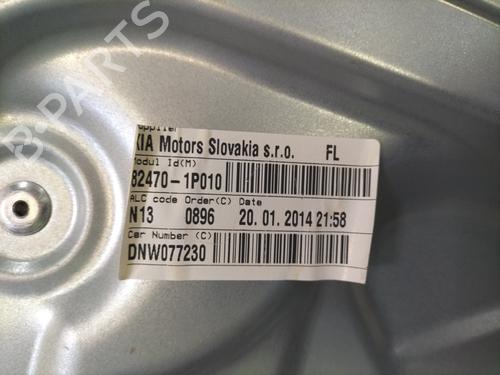 upplier
KIA Motors Slovakia s.r.o. FL
Modul Id(M)
82470-1P010
ALC code Order(C) Date
N13 0896 20. 01. 2014 21:58
Car Number (C)
DNW077230
B-PARTS